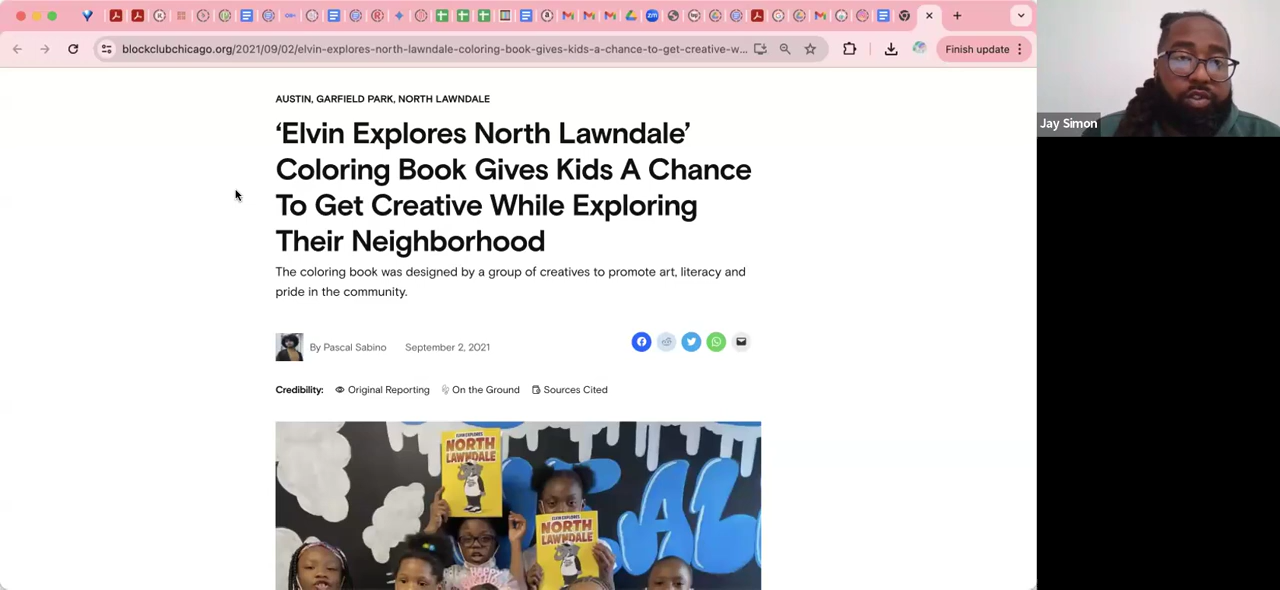 blockclubchicago.org/2021/09/02/elvin-explores-north-lawndale-coloring-book-gives-kids-a-chance-to-get-creative-w...
Finish update
Jay Simon
AUSTIN, GARFIELD PARK, NORTH LAWNDALE
‘Elvin Explores North Lawndale’
Coloring Book Gives Kids A Chance
To Get Creative While Exploring
Their Neighborhood
The coloring book was designed by a group of creatives to promote art, literacy and
pride in the community.
By Pascal Sabino September 2, 2021
Credibility: Original Reporting On the Ground Sources Cited
ELVIN EXPLORES
NORTH
LAWNDALE
ELVIN EXPLORES
NORTH
LAWNDALE